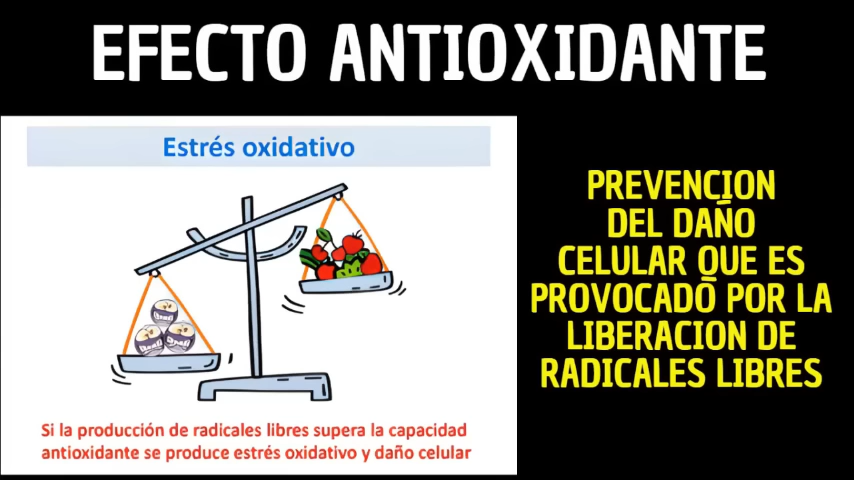 EFECTO ANTIOXIDANTE
Estrés oxidativo
Si la producción de radicales libres supera la capacidad
antioxidante se produce estrés oxidativo y daño celular
PREVENCION
DEL DAÑO
CELULAR QUE ES
PROVOCADO POR LA
LIBERACION DE
RADICALES LIBRES